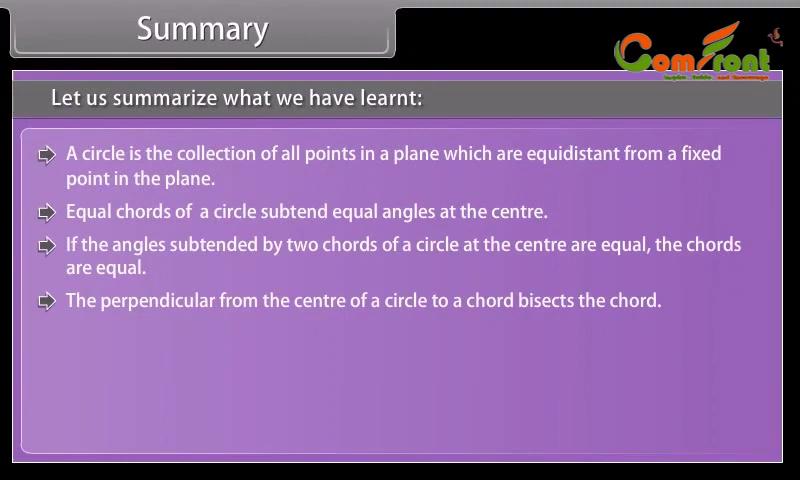 Summary
ComFront
Let us summarize what we have learnt:
A circle is the collection of all points in a plane which are equidistant from a fixed
point in the plane.
Equal chords of a circle subtend equal angles at the centre.
If the angles subtended by two chords of a circle at the centre are equal, the chords
are equal.
The perpendicular from the centre of a circle to a chord bisects the chord.